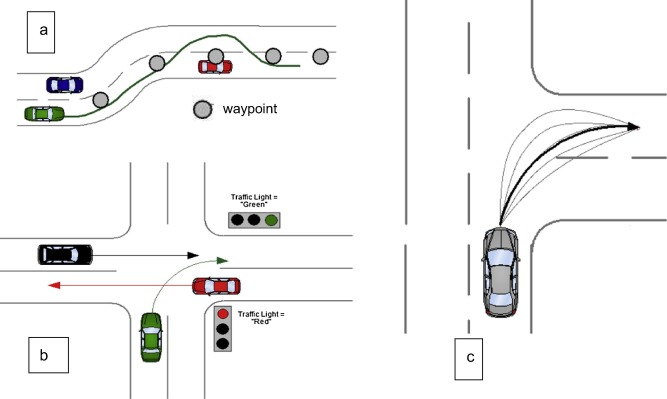 a
waypoint
Traffic Light =
"Green"
Traffic Light =
"Red"
b
c